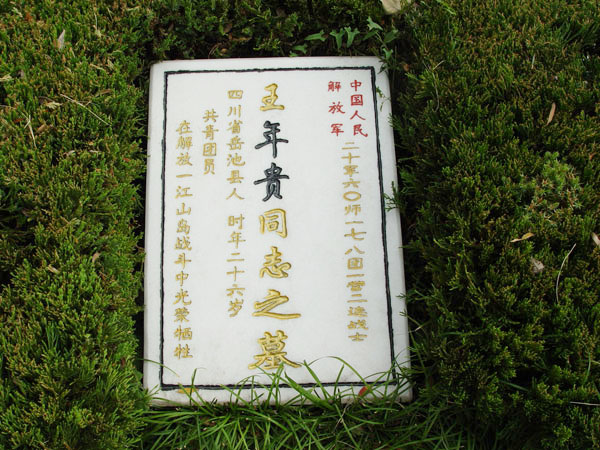 中国人民
解放军
二十军六〇师一七八团一营二连战士
王年贵同志之墓
四川省岳池县人 时年二十六岁
共青团员
在解放一江山岛战斗中光荣牺牲